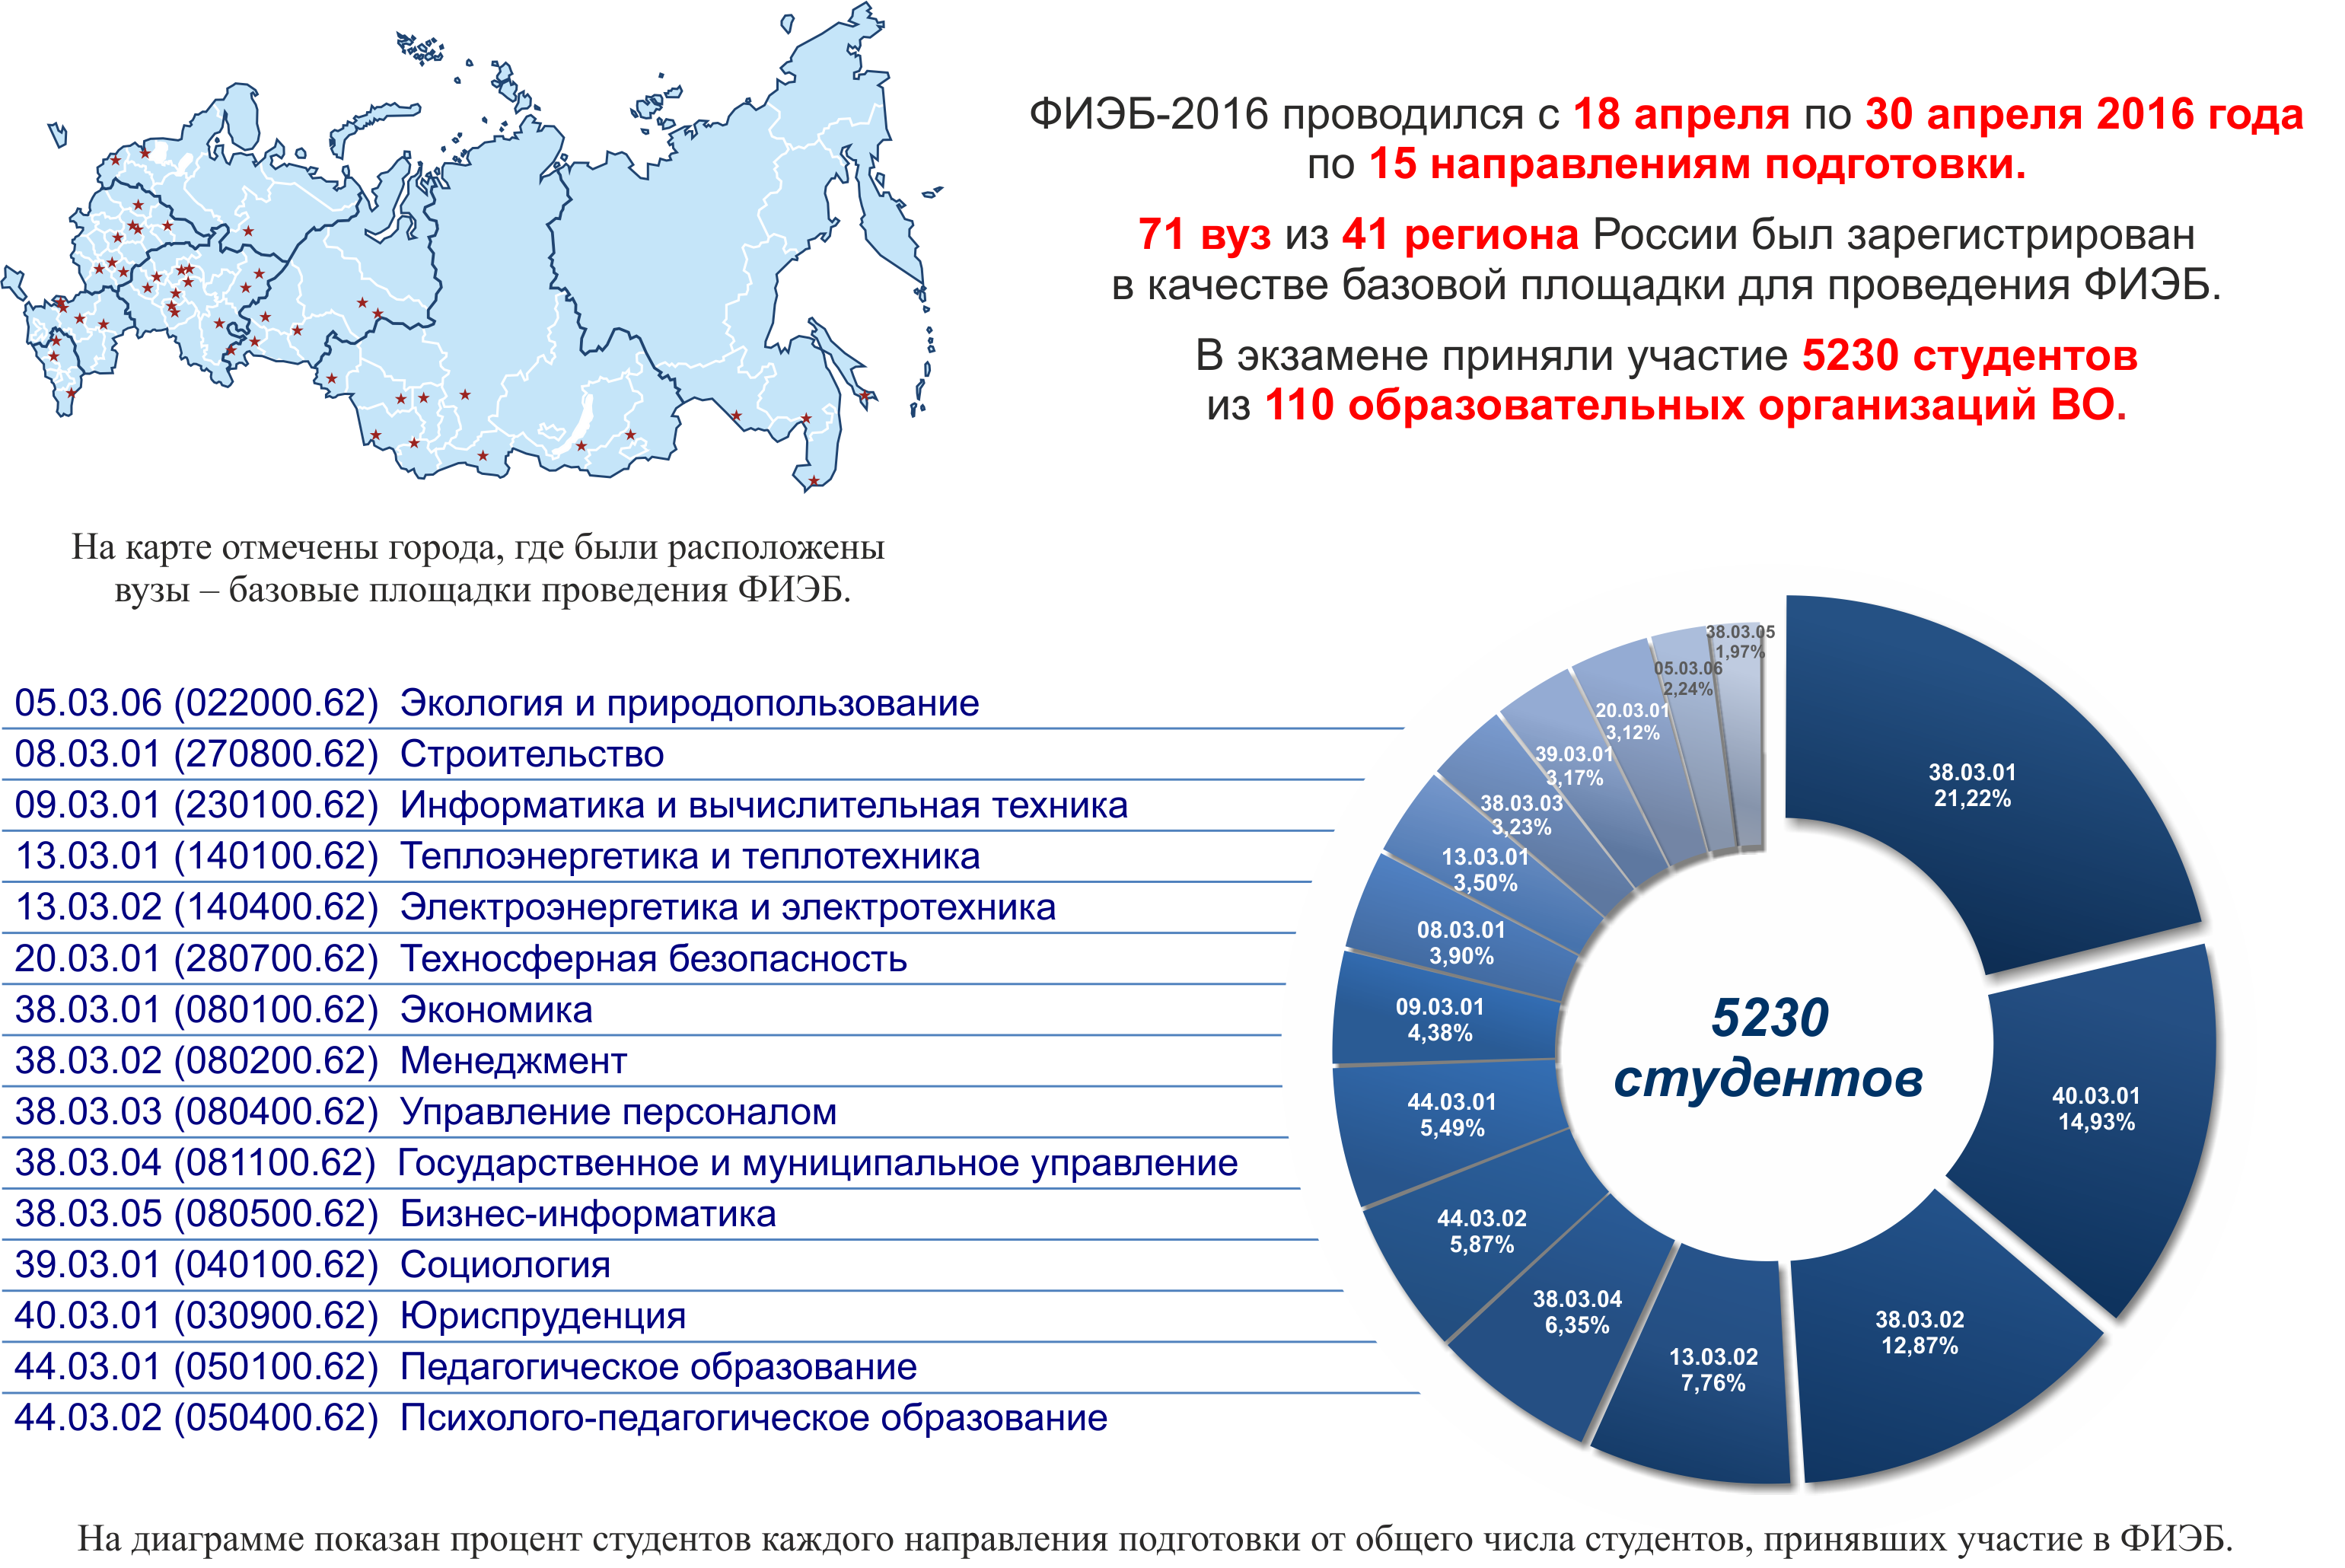 ФИЭБ-2016 проводился с 18 апреля по 30 апреля 2016 года
по 15 направлениям подготовки.
71 вуз из 41 региона России был зарегистрирован
в качестве базовой площадки для проведения ФИЭБ.
В экзамене приняли участие 5230 студентов
из 110 образовательных организаций ВО.
На карте отмечены города, где были расположены
вузы – базовые площадки проведения ФИЭБ.
05.03.06 (022000.62) Экология и природопользование
08.03.01 (270800.62) Строительство
09.03.01 (230100.62) Информатика и вычислительная техника
13.03.01 (140100.62) Теплоэнергетика и теплотехника
13.03.02 (140400.62) Электроэнергетика и электротехника
20.03.01 (280700.62) Техносферная безопасность
38.03.01 (080100.62) Экономика
38.03.02 (080200.62) Менеджмент
38.03.03 (080400.62) Управление персоналом
38.03.04 (081100.62) Государственное и муниципальное управление
38.03.05 (080500.62) Бизнес-информатика
39.03.01 (040100.62) Социология
40.03.01 (030900.62) Юриспруденция
44.03.01 (050100.62) Педагогическое образование
44.03.02 (050400.62) Психолого-педагогическое образование
38.03.01
21,22%
40.03.01
14,93%
38.03.02
12,87%
13.03.02
7,76%
38.03.04
6,35%
44.03.02
5,87%
44.03.01
5,49%
09.03.01
4,38%
08.03.01
3,90%
13.03.01
3,50%
38.03.03
3,23%
39.03.01
3,17%
20.03.01
3,12%
05.03.06
2,24%
38.03.05
1,97%
5230
студентов
На диаграмме показан процент студентов каждого направления подготовки от общего числа студентов, принявших участие в ФИЭБ.